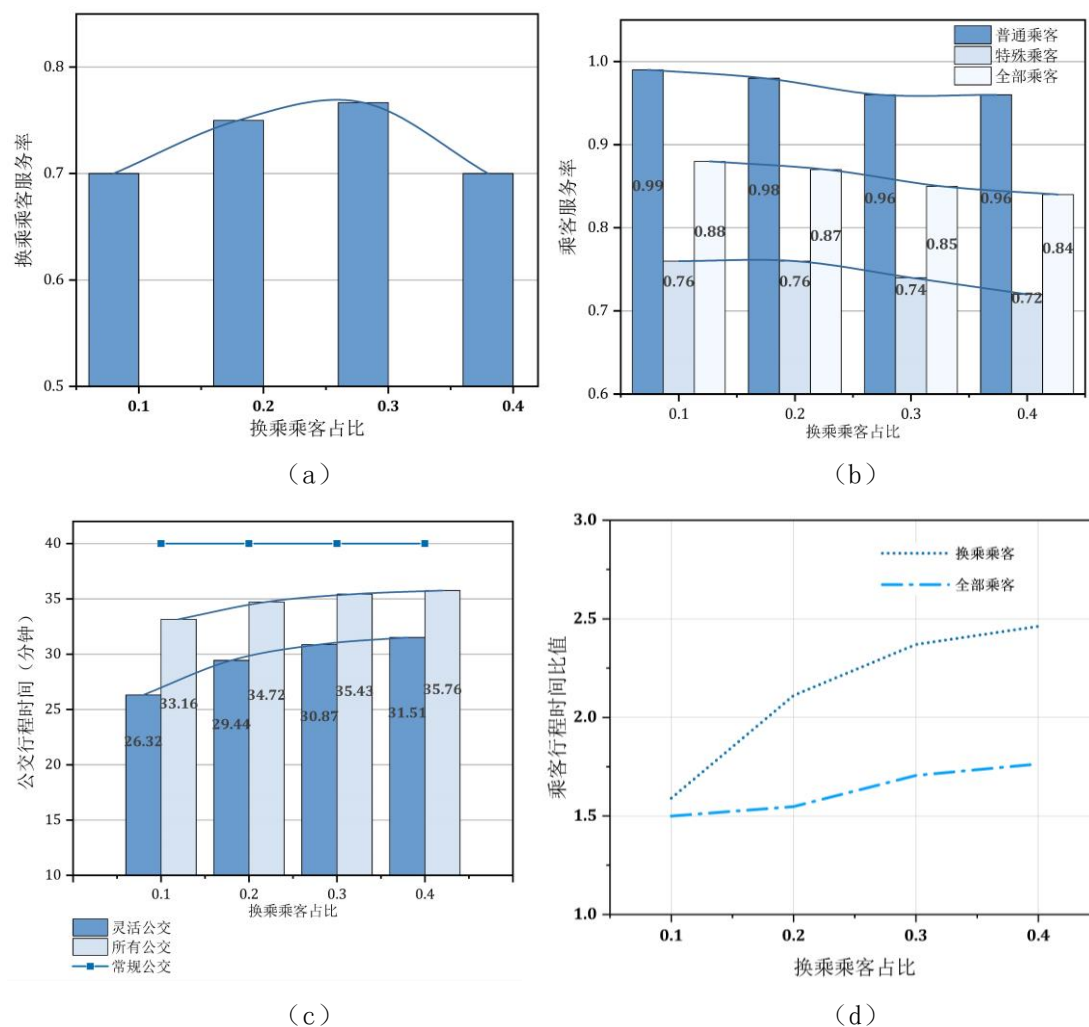 0.8
0.7
0.6
0.5
换乘乘客服务率
0.1 0.2 0.3 0.4
换乘乘客占比
(a)
普通乘客
特殊乘客
全部乘客
1.0
0.9
0.8
0.7
0.6
乘客服务率
0.99 0.98 0.96 0.96
0.88 0.87 0.85 0.84
0.76 0.76 0.74 0.72
0.1 0.2 0.3 0.4
换乘乘客占比
(b)
40
35
30
25
20
15
10
公交行程时间（分钟）
33.16 34.72 35.43 35.76
26.32 29.44 30.87 31.51
0.1 0.2 0.3 0.4
换乘乘客占比
灵活公交
所有公交
常规公交
(c)
3.0
2.5
2.0
1.5
1.0
乘客行程时间比值
换乘乘客
全部乘客
0.1 0.2 0.3 0.4
换乘乘客占比
(d)